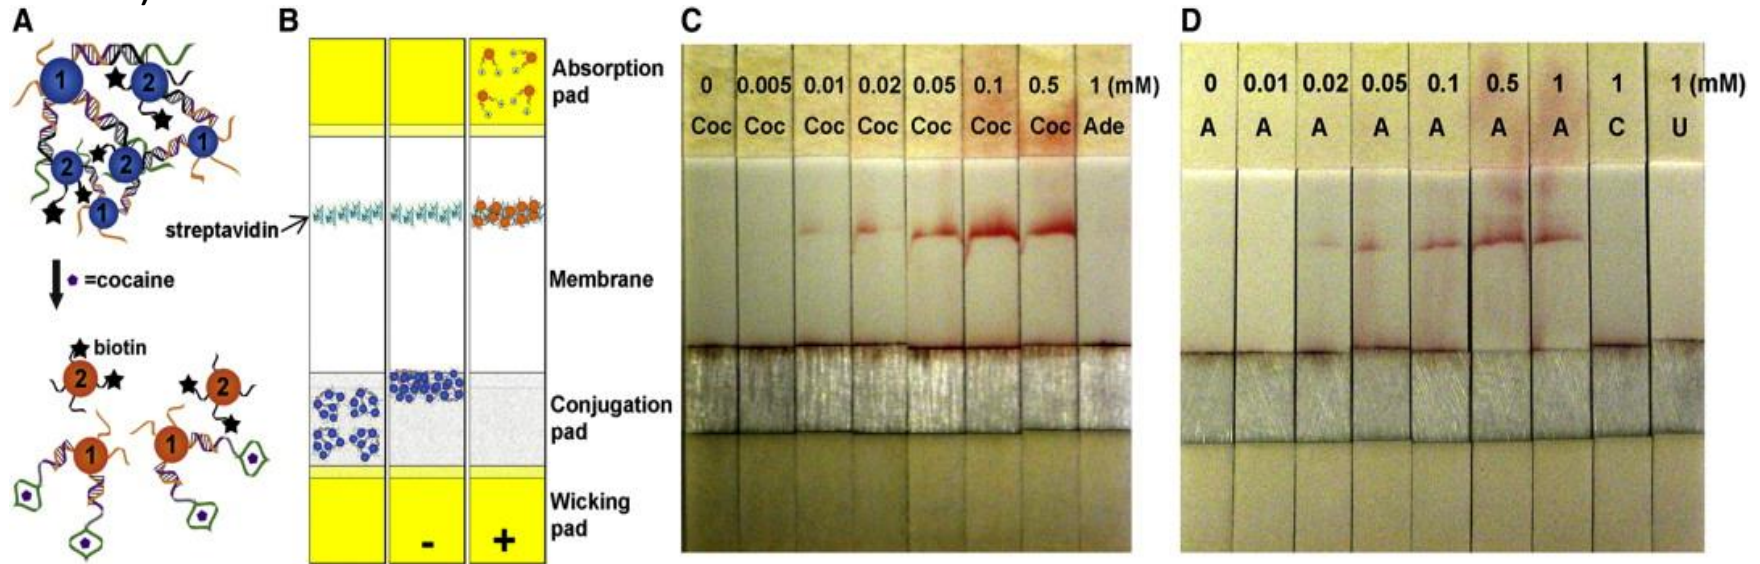 A
1
2
1
2
2
1
=cocaine
biotin
2
2
1
1
B
Absorption
pad
streptavidin
Membrane
Conjugation
pad
Wicking
pad
- +
C
0 0.005 0.01 0.02 0.05 0.1 0.5 1 (mM)
Coc Coc Coc Coc Coc Coc Coc Ade
D
0 0.01 0.02 0.05 0.1 0.5 1 1 1 (mM)
A A A A A A A C U